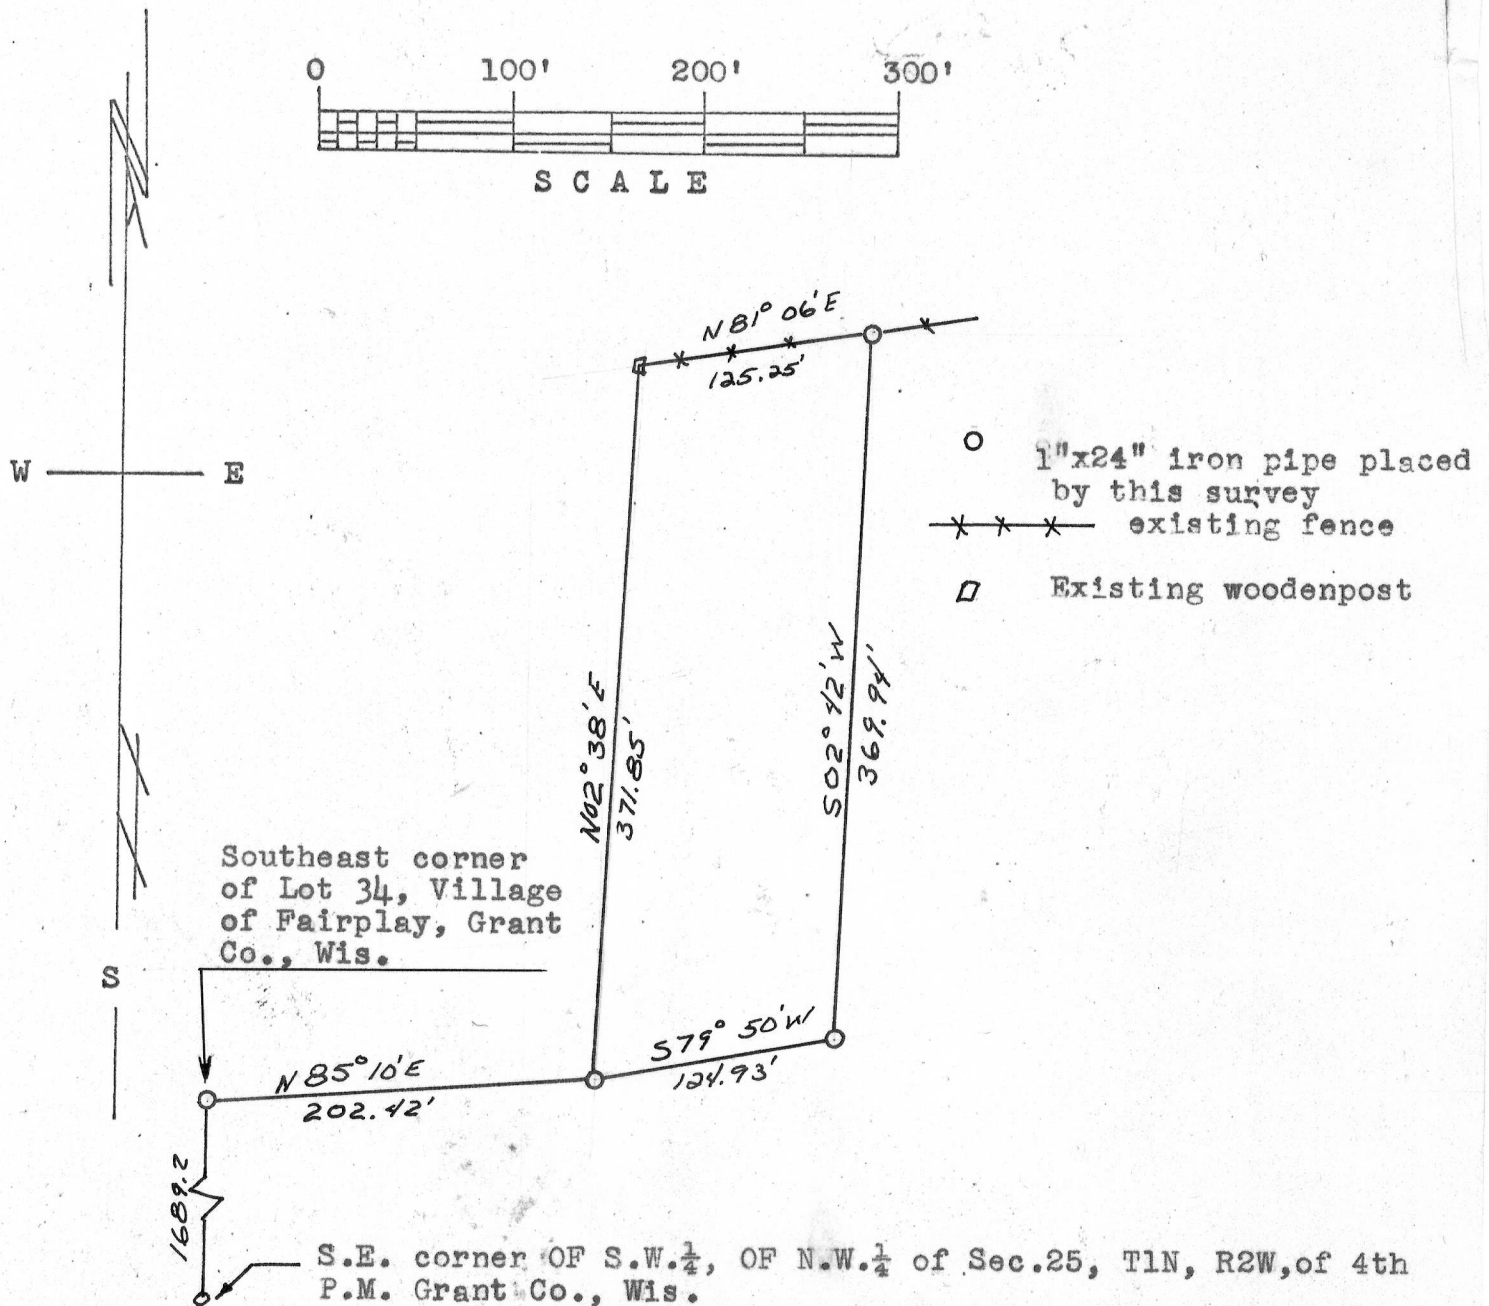 0 100' 200' 300'
S C A L E
N 81° 06' E
125.25'
W E
1"x24" iron pipe placed
by this survey
existing fence
Existing woodenpost
N02° 38' E
371.85'
S02° 42' W
369.94'
Southeast corner
of Lot 34, Village
of Fairplay, Grant
Co., Wis.
S
N 85° 10' E
202.42'
S79° 50' W
124.93'
1689.2
S.E. corner OF S.W.¼, OF N.W.¼ of Sec.25, T1N, R2W,of 4th
P.M. Grant Co., Wis.